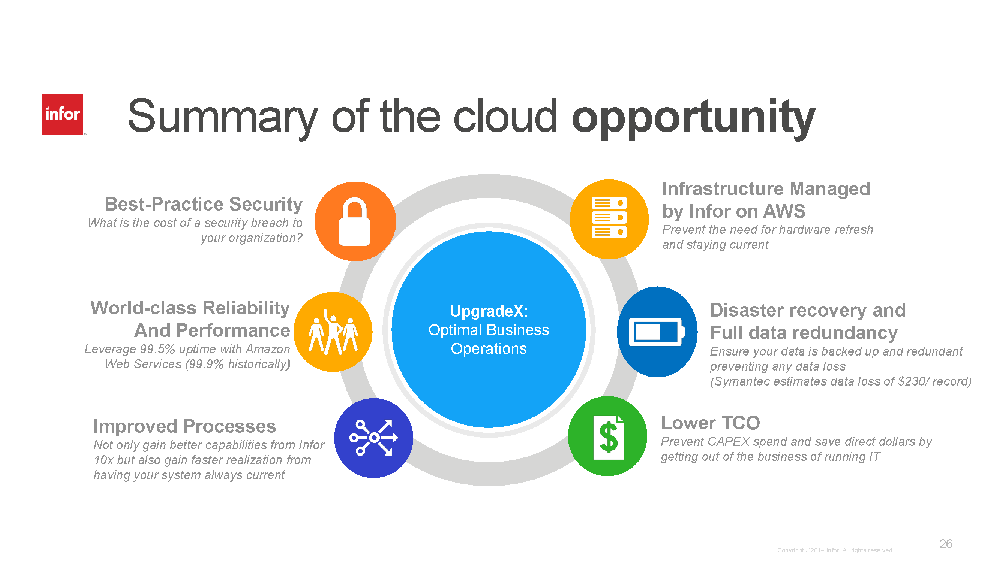 infor
™
Summary of the cloud opportunity
Best-Practice Security
What is the cost of a security breach to
your organization?
Infrastructure Managed
by Infor on AWS
Prevent the need for hardware refresh
and staying current
World-class Reliability
And Performance
Leverage 99.5% uptime with Amazon
Web Services (99.9% historically)
UpgradeX:
Optimal Business
Operations
Disaster recovery and
Full data redundancy
Ensure your data is backed up and redundant
preventing any data loss
(Symantec estimates data loss of $230/ record)
Improved Processes
Not only gain better capabilities from Infor
10x but also gain faster realization from
having your system always current
$
Lower TCO
Prevent CAPEX spend and save direct dollars by
getting out of the business of running IT
26
Copyright ©2014 Infor. All rights reserved.